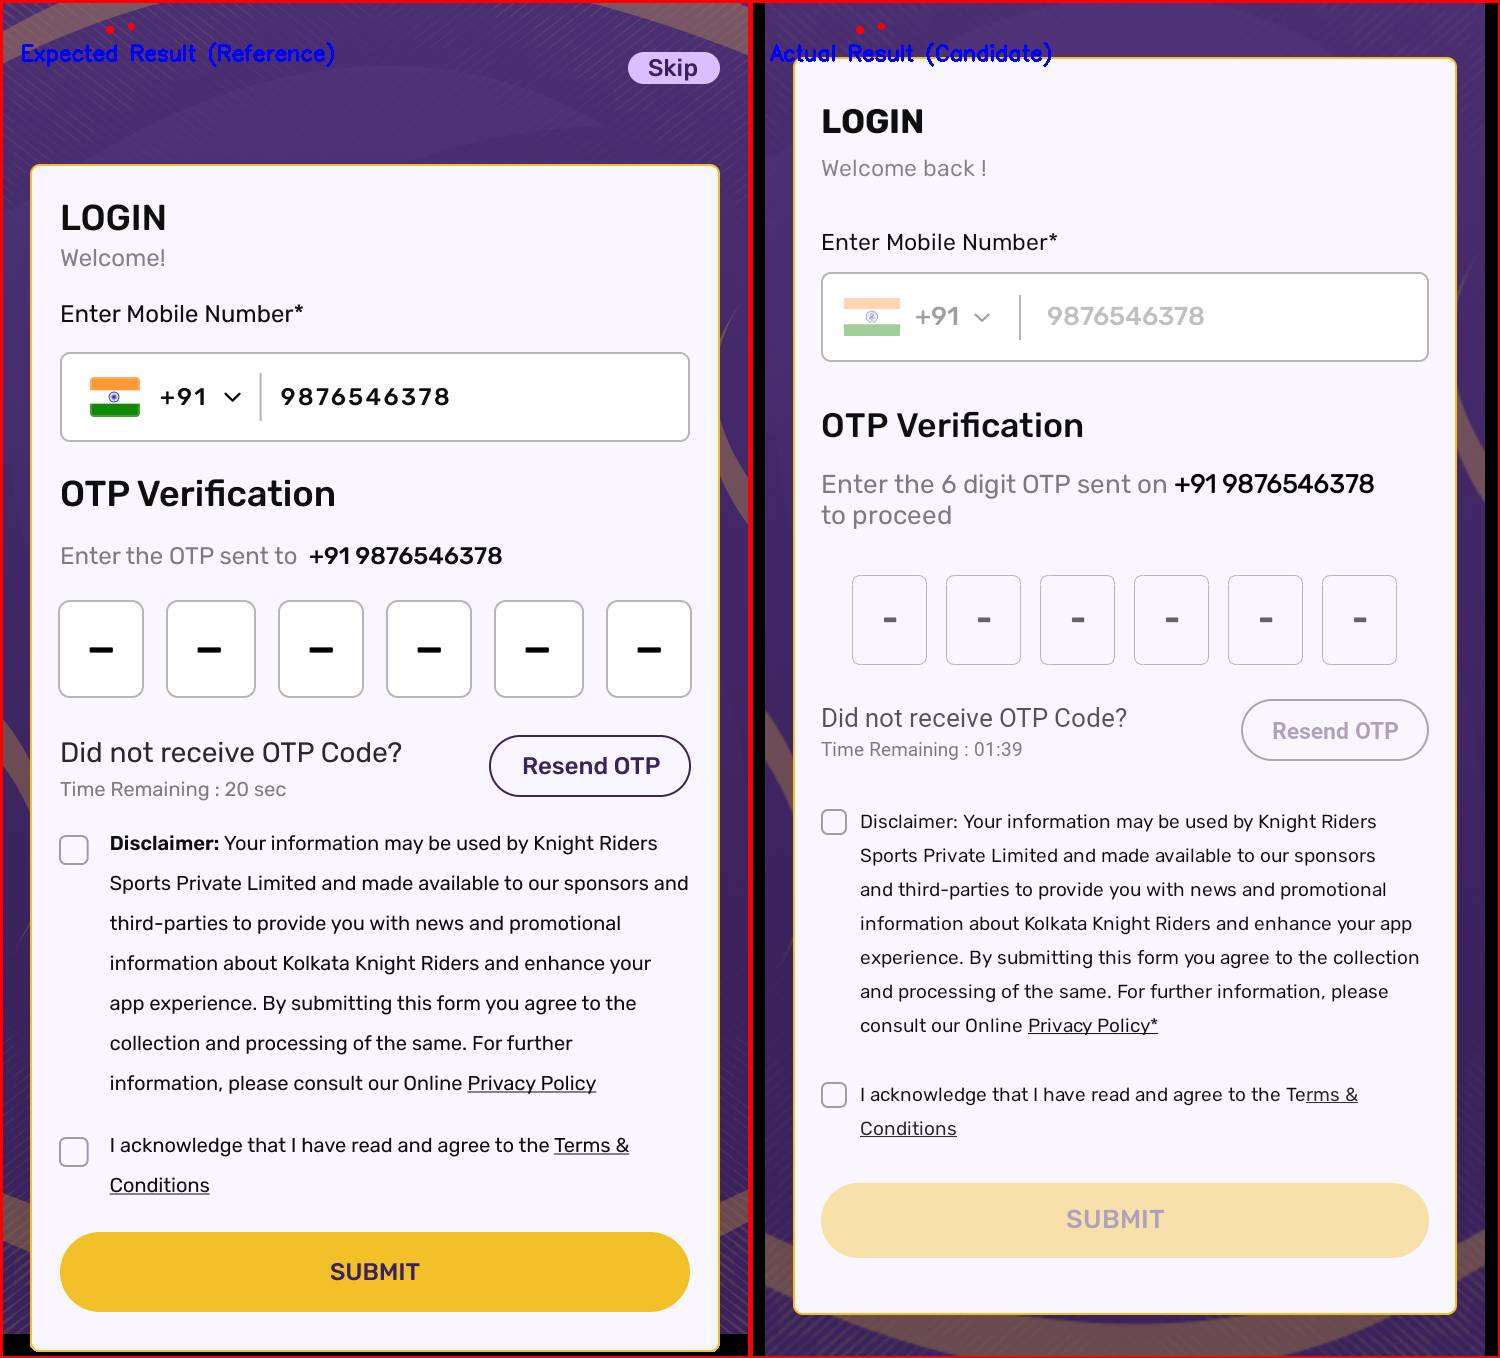 Expected Result (Reference)
Skip
LOGIN
Welcome!
Enter Mobile Number*
+91 9876546378
OTP Verification
Enter the OTP sent to +91 9876546378
– – – – – –
Did not receive OTP Code?
Time Remaining : 20 sec
Resend OTP
Disclaimer: Your information may be used by Knight Riders
Sports Private Limited and made available to our sponsors and
third-parties to provide you with news and promotional
information about Kolkata Knight Riders and enhance your
app experience. By submitting this form you agree to the
collection and processing of the same. For further
information, please consult our Online Privacy Policy
I acknowledge that I have read and agree to the Terms &
Conditions
SUBMIT
Actual Result (Candidate)
LOGIN
Welcome back !
Enter Mobile Number*
+91 9876546378
OTP Verification
Enter the 6 digit OTP sent on +91 9876546378
to proceed
- - - - - -
Did not receive OTP Code?
Time Remaining : 01:39
Resend OTP
Disclaimer: Your information may be used by Knight Riders
Sports Private Limited and made available to our sponsors
and third-parties to provide you with news and promotional
information about Kolkata Knight Riders and enhance your app
experience. By submitting this form you agree to the collection
and processing of the same. For further information, please
consult our Online Privacy Policy*
I acknowledge that I have read and agree to the Terms &
Conditions
SUBMIT